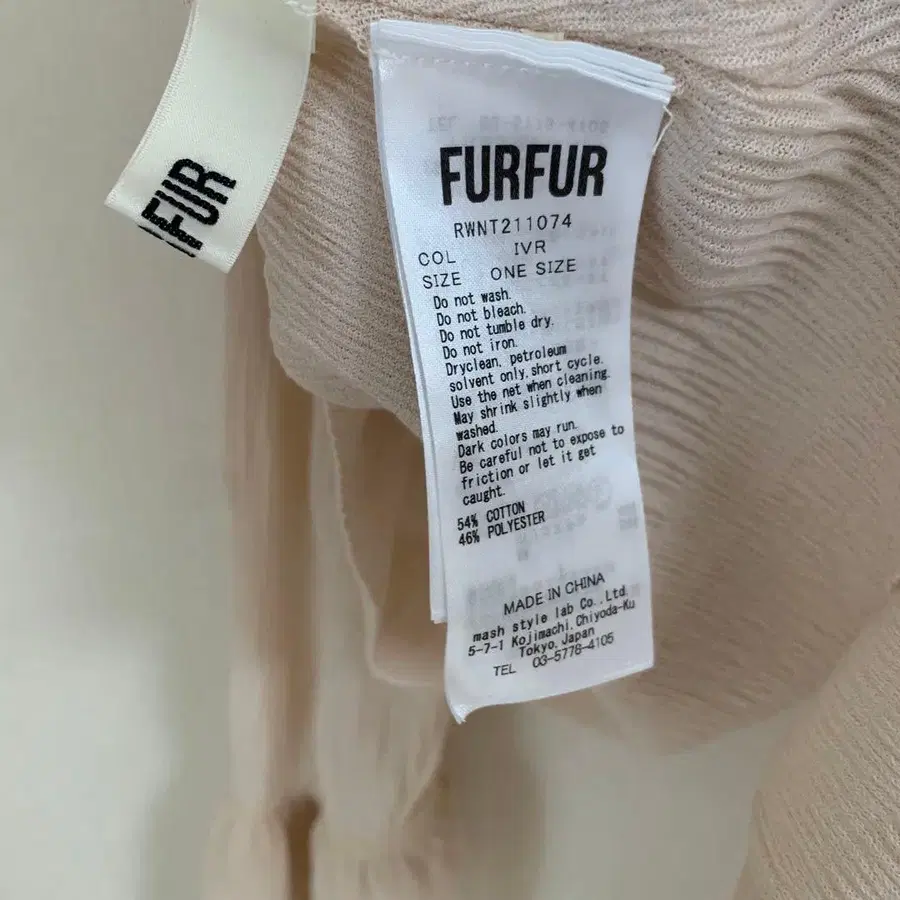 FUR
FURFUR
RWNT211074
COL IVR
SIZE ONE SIZE
Do not wash.
Do not bleach.
Do not tumble dry.
Do not iron.
Dryclean, petroleum
solvent only, short cycle.
Use the net when cleaning.
May shrink slightly when
washed.
Dark colors may run.
Be careful not to expose to
friction or let it get
caught.
54% COTTON
46% POLYESTER
MADE IN CHINA
mash style lab Co.,Ltd.
5-7-1 Kojimachi, Chiyoda-Ku
Tokyo, Japan
TEL 03-5778-4105